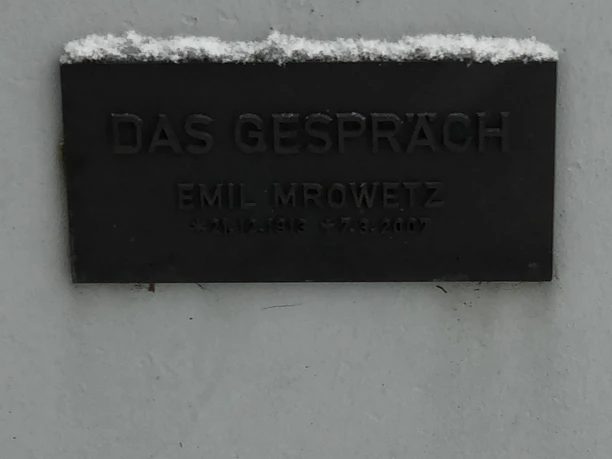 DAS GESPRÄCH
EMIL MROWETZ
*21.12.1913 *7.3.2007